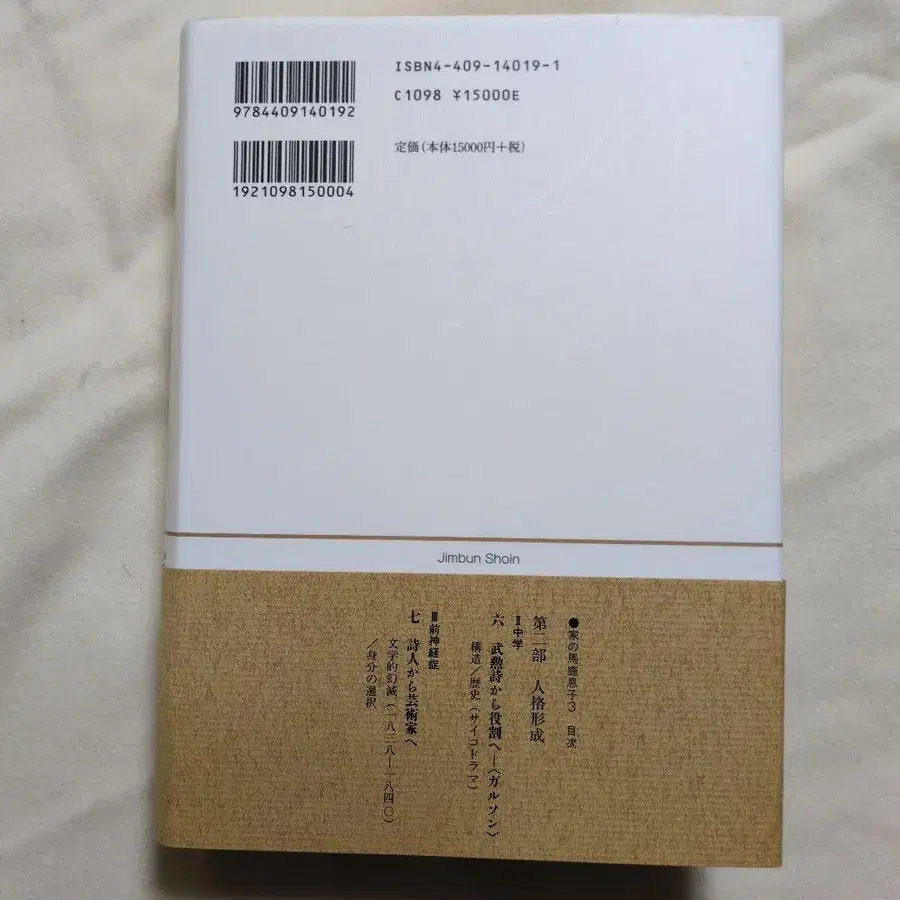 ISBN4-409-14019-1
C1098 ¥15000E
9784409140192
定価(本体15000円+税)
1921098150004
Jimbun Shoin
●家の馬鹿息子3 目次
第二部 人格形成
Ⅱ中学
六 武勲詩から役割へ—〈ガルソン〉
構造/歴史(サイコドラマ)
Ⅲ前神経症
七 詩人から芸術家へ
文学的幻滅(一八三八—一八四〇)
/身分の選択